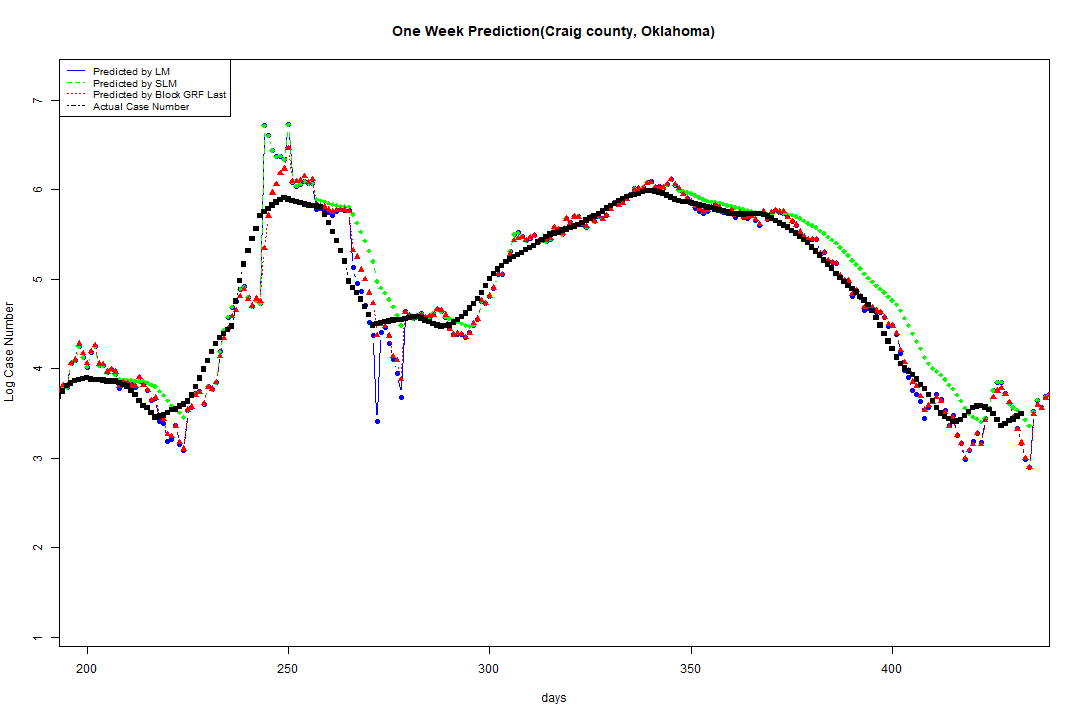 One Week Prediction(Craig county, Oklahoma)
Predicted by LM
Predicted by SLM
Predicted by Block GRF Last
Actual Case Number
7
6
5
4
3
2
1
Log Case Number
200 250 300 350 400
days